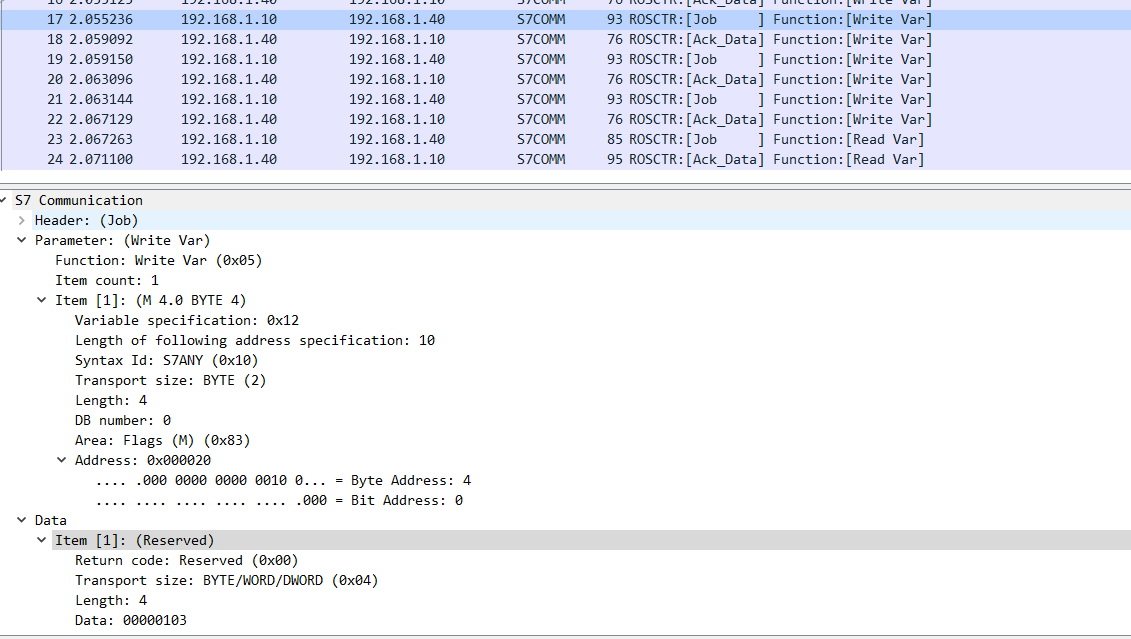 16 2.053129 192.168.1.40 192.168.1.10 S7COMM 76 ROSCTR:[Ack_Data] Function:[Write Var]
17 2.055236 192.168.1.10 192.168.1.40 S7COMM 93 ROSCTR:[Job     ] Function:[Write Var]
18 2.059092 192.168.1.40 192.168.1.10 S7COMM 76 ROSCTR:[Ack_Data] Function:[Write Var]
19 2.059150 192.168.1.10 192.168.1.40 S7COMM 93 ROSCTR:[Job     ] Function:[Write Var]
20 2.063096 192.168.1.40 192.168.1.10 S7COMM 76 ROSCTR:[Ack_Data] Function:[Write Var]
21 2.063144 192.168.1.10 192.168.1.40 S7COMM 93 ROSCTR:[Job     ] Function:[Write Var]
22 2.067129 192.168.1.40 192.168.1.10 S7COMM 76 ROSCTR:[Ack_Data] Function:[Write Var]
23 2.067263 192.168.1.10 192.168.1.40 S7COMM 85 ROSCTR:[Job     ] Function:[Read Var]
24 2.071100 192.168.1.40 192.168.1.10 S7COMM 95 ROSCTR:[Ack_Data] Function:[Read Var]
S7 Communication
Header: (Job)
Parameter: (Write Var)
Function: Write Var (0x05)
Item count: 1
Item [1]: (M 4.0 BYTE 4)
Variable specification: 0x12
Length of following address specification: 10
Syntax Id: S7ANY (0x10)
Transport size: BYTE (2)
Length: 4
DB number: 0
Area: Flags (M) (0x83)
Address: 0x000020
.... .000 0000 0000 0010 0... = Byte Address: 4
.... .... .... .... .... .000 = Bit Address: 0
Data
Item [1]: (Reserved)
Return code: Reserved (0x00)
Transport size: BYTE/WORD/DWORD (0x04)
Length: 4
Data: 00000103